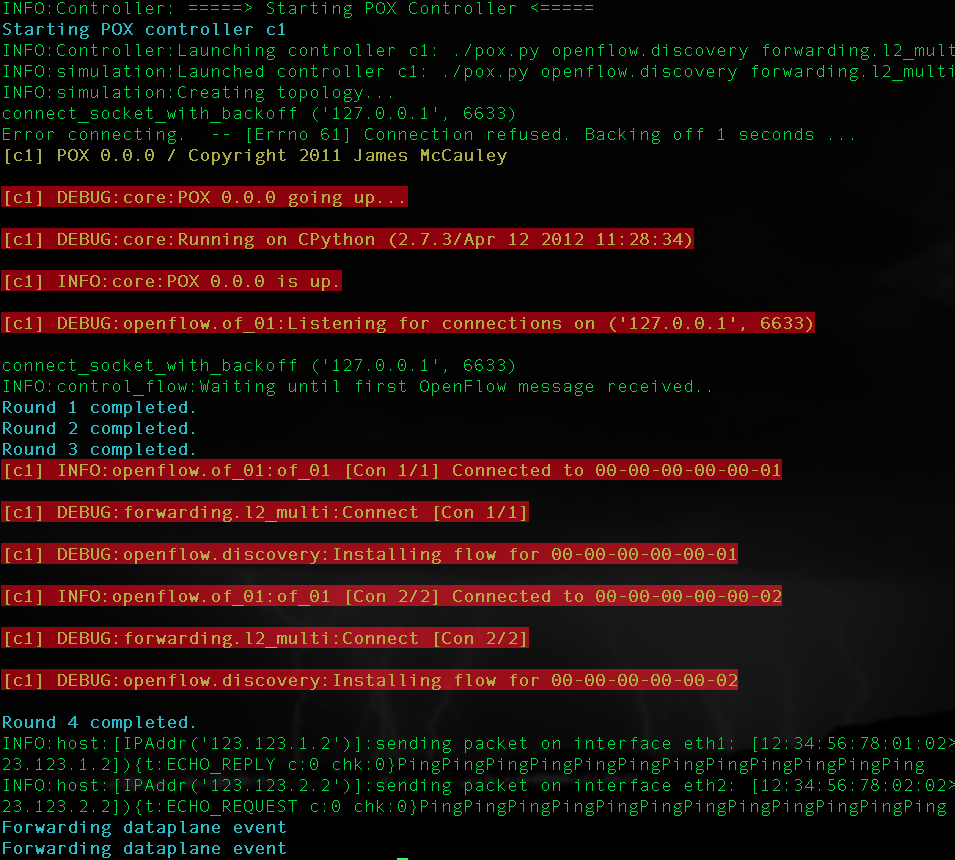 INFO:Controller: =====> Starting POX Controller <=====
Starting POX controller c1
INFO:Controller:Launching controller c1: ./pox.py openflow.discovery forwarding.l2_mult
INFO:simulation:Launched controller c1: ./pox.py openflow.discovery forwarding.l2_multi
INFO:simulation:Creating topology...
connect_socket_with_backoff ('127.0.0.1', 6633)
Error connecting.  -- [Errno 61] Connection refused. Backing off 1 seconds ...
[c1] POX 0.0.0 / Copyright 2011 James McCauley
[c1] DEBUG:core:POX 0.0.0 going up...
[c1] DEBUG:core:Running on CPython (2.7.3/Apr 12 2012 11:28:34)
[c1] INFO:core:POX 0.0.0 is up.
[c1] DEBUG:openflow.of_01:Listening for connections on ('127.0.0.1', 6633)
connect_socket_with_backoff ('127.0.0.1', 6633)
INFO:control_flow:Waiting until first OpenFlow message received..
Round 1 completed.
Round 2 completed.
Round 3 completed.
[c1] INFO:openflow.of_01:of_01 [Con 1/1] Connected to 00-00-00-00-00-01
[c1] DEBUG:forwarding.l2_multi:Connect [Con 1/1]
[c1] DEBUG:openflow.discovery:Installing flow for 00-00-00-00-00-01
[c1] INFO:openflow.of_01:of_01 [Con 2/2] Connected to 00-00-00-00-00-02
[c1] DEBUG:forwarding.l2_multi:Connect [Con 2/2]
[c1] DEBUG:openflow.discovery:Installing flow for 00-00-00-00-00-02
Round 4 completed.
INFO:host:[IPAddr('123.123.1.2')]:sending packet on interface eth1: [12:34:56:78:01:02>
23.123.1.2]){t:ECHO_REPLY c:0 chk:0}PingPingPingPingPingPingPingPingPingPingPingPing
INFO:host:[IPAddr('123.123.2.2')]:sending packet on interface eth2: [12:34:56:78:02:02>
23.123.2.2]){t:ECHO_REQUEST c:0 chk:0}PingPingPingPingPingPingPingPingPingPingPingPing
Forwarding dataplane event
Forwarding dataplane event